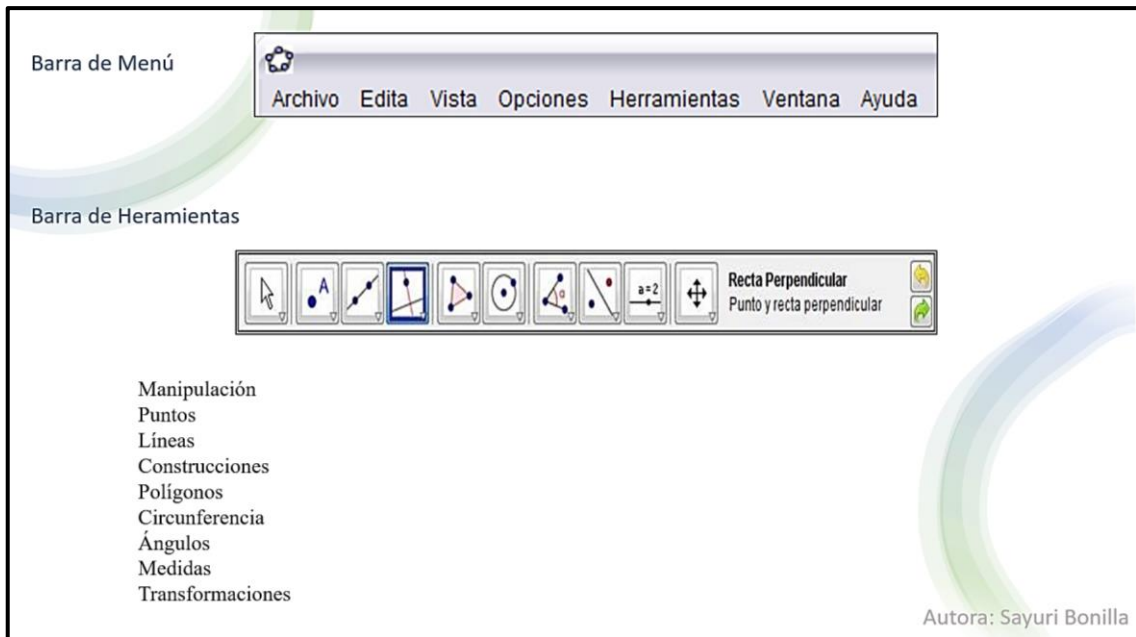 Barra de Menú
Archivo Edita Vista Opciones Herramientas Ventana Ayuda
Barra de Heramientas
A
α
a=2
Recta Perpendicular
Punto y recta perpendicular
Manipulación
Puntos
Líneas
Construcciones
Polígonos
Circunferencia
Ángulos
Medidas
Transformaciones
Autora: Sayuri Bonilla